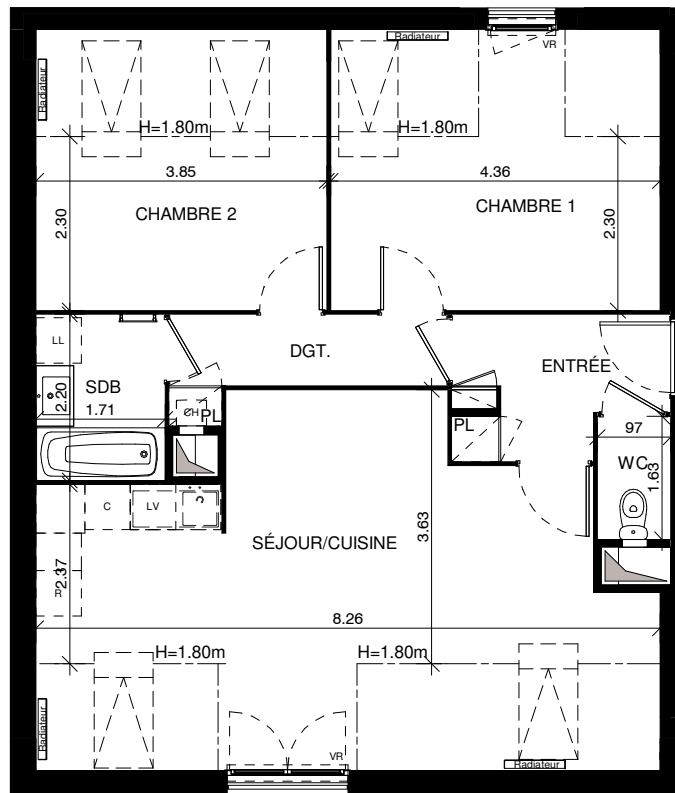 Radiateur
VR
Radiateur
H=1.80m
H=1.80m
3.85
4.36
CHAMBRE 2
CHAMBRE 1
2.30
2.30
LL
DGT.
ENTRÉE
SDB
2.20
1.71
CH
PL
PL
97
WC
1.63
C
LV
SÉJOUR/CUISINE
3.63
2.37
R
8.26
H=1.80m
H=1.80m
Radiateur
VR
Radiateur